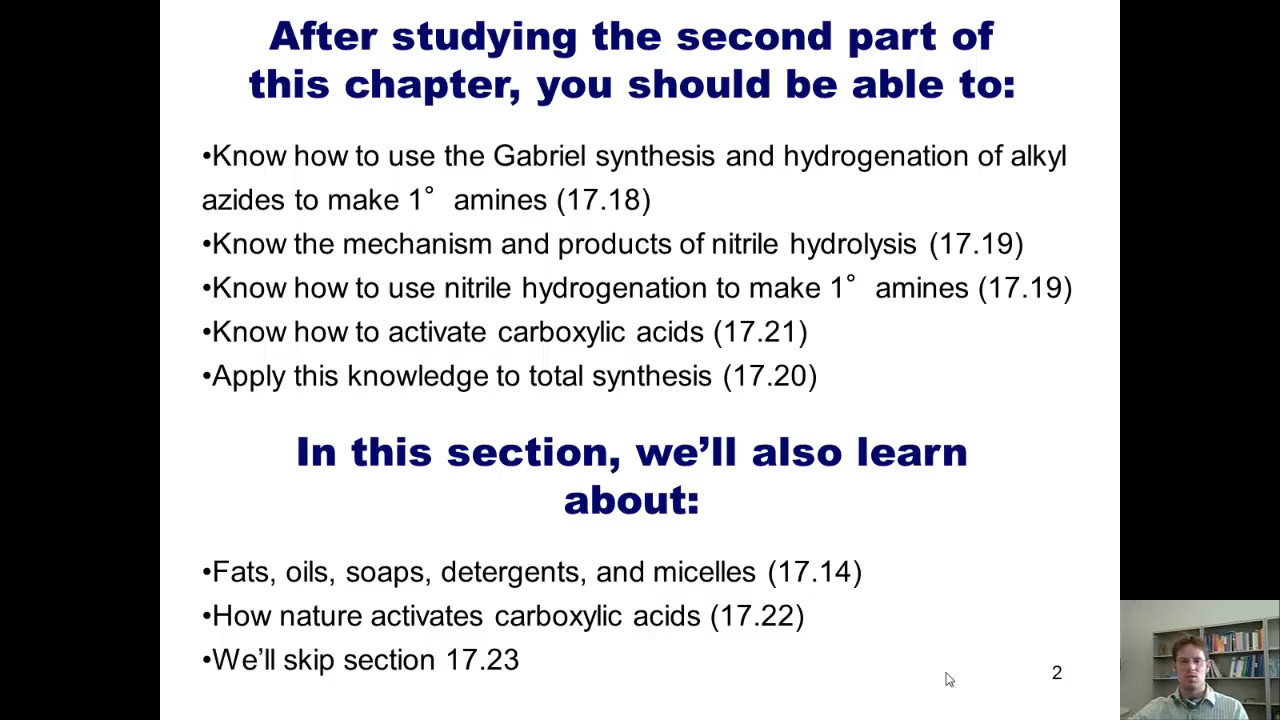 After studying the second part of
this chapter, you should be able to:
•Know how to use the Gabriel synthesis and hydrogenation of alkyl
azides to make 1° amines (17.18)
•Know the mechanism and products of nitrile hydrolysis (17.19)
•Know how to use nitrile hydrogenation to make 1° amines (17.19)
•Know how to activate carboxylic acids (17.21)
•Apply this knowledge to total synthesis (17.20)
In this section, we’ll also learn
about:
•Fats, oils, soaps, detergents, and micelles (17.14)
•How nature activates carboxylic acids (17.22)
•We’ll skip section 17.23
2